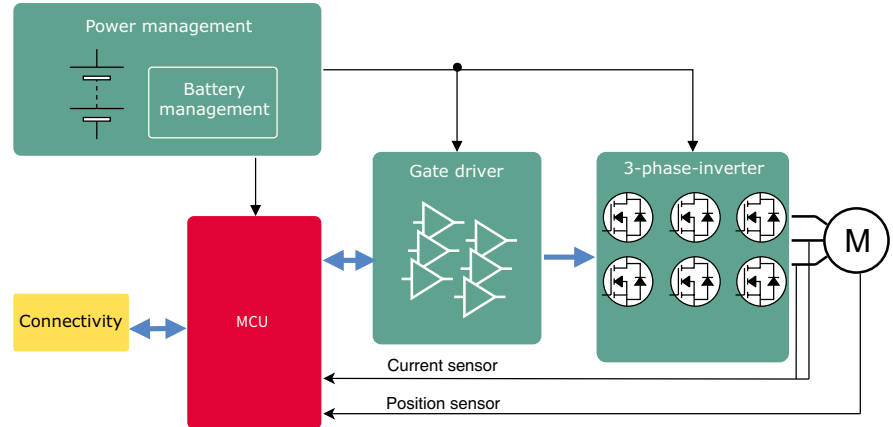 Power management
Battery
management
Gate driver
3-phase-inverter
M
Connectivity
MCU
Current sensor
Position sensor